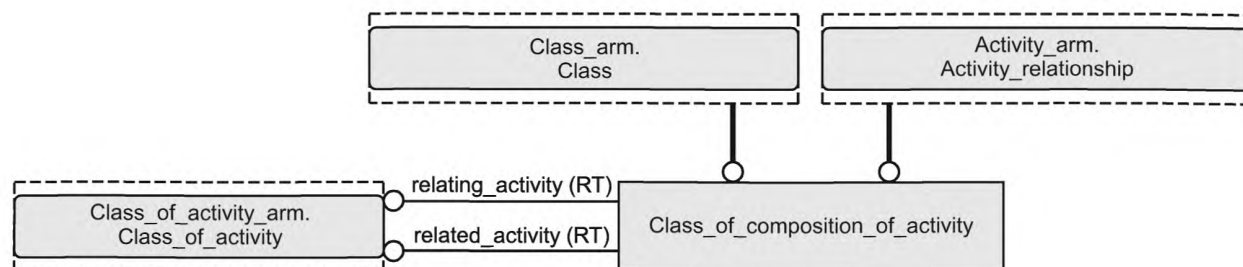 Class_arm.
Class
Activity_arm.
Activity_relationship
relating_activity (RT)
Class_of_activity_arm.
Class_of_activity
related_activity (RT)
Class_of_composition_of_activity